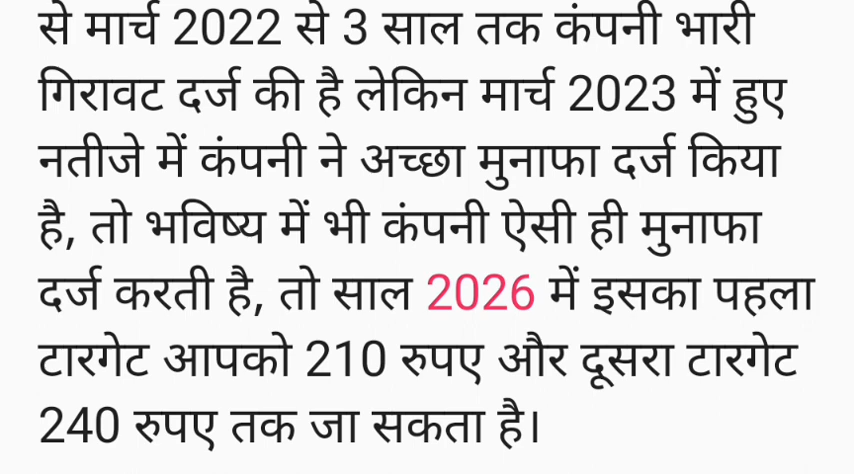 से मार्च 2022 से 3 साल तक कंपनी भारी
गिरावट दर्ज की है लेकिन मार्च 2023 में हुए
नतीजे में कंपनी ने अच्छा मुनाफा दर्ज किया
है, तो भविष्य में भी कंपनी ऐसी ही मुनाफा
दर्ज करती है, तो साल 2026 में इसका पहला
टारगेट आपको 210 रुपए और दूसरा टारगेट
240 रुपए तक जा सकता है।